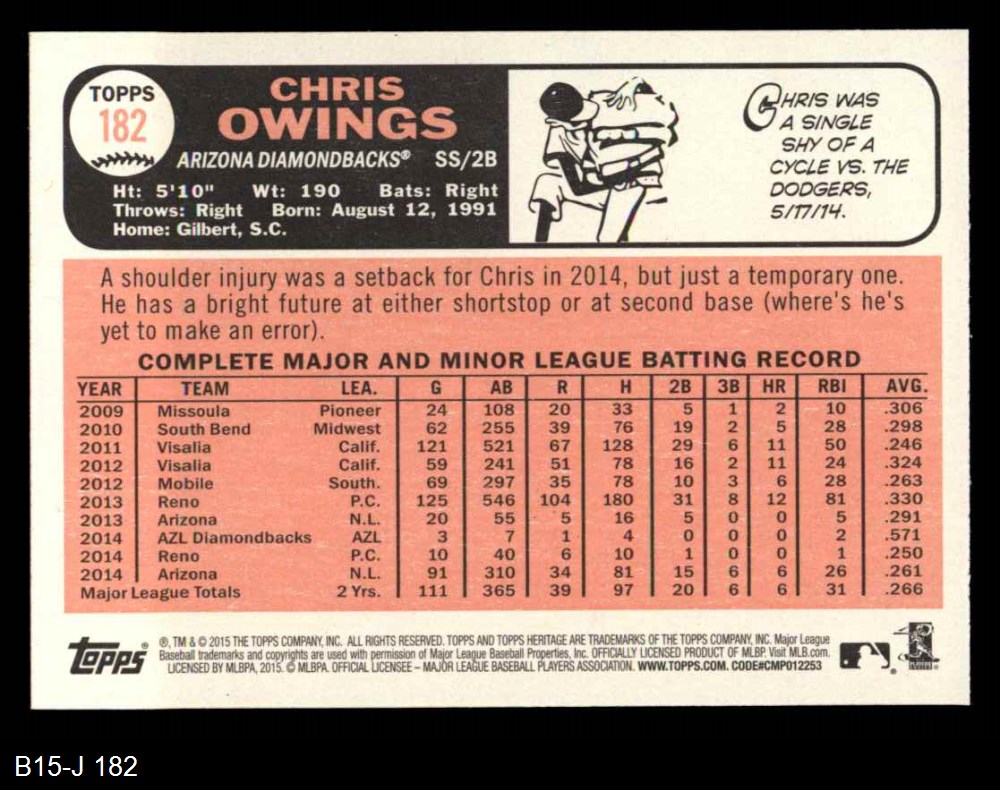 TOPPS
182
CHRIS
OWINGS
ARIZONA DIAMONDBACKS® SS/2B
Ht: 5'10" Wt: 190 Bats: Right
Throws: Right Born: August 12, 1991
Home: Gilbert, S.C.
CHRIS WAS
A SINGLE
SHY OF A
CYCLE VS. THE
DODGERS,
5/17/14.
A shoulder injury was a setback for Chris in 2014, but just a temporary one.
He has a bright future at either shortstop or at second base (where's he's
yet to make an error).
COMPLETE MAJOR AND MINOR LEAGUE BATTING RECORD
YEAR TEAM LEA. G AB R H 2B 3B HR RBI AVG.
2009 Missoula Pioneer 24 108 20 33 5 1 2 10 .306
2010 South Bend Midwest 62 255 39 76 19 2 5 28 .298
2011 Visalia Calif. 121 521 67 128 29 6 11 50 .246
2012 Visalia Calif. 59 241 51 78 16 2 11 24 .324
2012 Mobile South. 69 297 35 78 10 3 6 28 .263
2013 Reno P.C. 125 546 104 180 31 8 12 81 .330
2013 Arizona N.L. 20 55 5 16 5 0 0 5 .291
2014 AZL Diamondbacks AZL 3 7 1 4 0 0 0 2 .571
2014 Reno P.C. 10 40 6 10 1 0 0 1 .250
2014 Arizona N.L. 91 310 34 81 15 6 6 26 .261
Major League Totals 2 Yrs. 111 365 39 97 20 6 6 31 .266
topps®
®, TM & © 2015 THE TOPPS COMPANY, INC. ALL RIGHTS RESERVED. TOPPS AND TOPPS HERITAGE ARE TRADEMARKS OF THE TOPPS COMPANY, INC. Major League
Baseball trademarks and copyrights are used with permission of Major League Baseball Properties, Inc. OFFICIALLY LICENSED PRODUCT OF MLBP. Visit MLB.com.
LICENSED BY MLBPA, 2015. © MLBPA. OFFICIAL LICENSEE – MAJOR LEAGUE BASEBALL PLAYERS ASSOCIATION. WWW.TOPPS.COM. CODE#CMP012253
B15-J 182